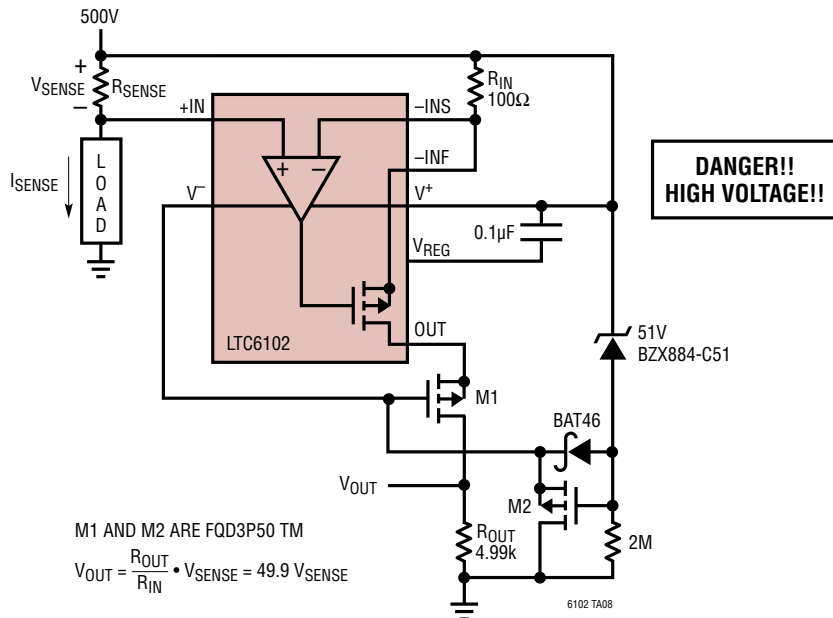 500V
+
VSENSE
–
RSENSE
RIN
100Ω
+IN
–INS
–INF
+
–
ISENSE
LOAD
V–
V+
VREG
0.1µF
DANGER!!
HIGH VOLTAGE!!
LTC6102
OUT
51V
BZX884-C51
M1
BAT46
VOUT
M2
ROUT
4.99k
2M
M1 AND M2 ARE FQD3P50 TM
VOUT = ROUT/RIN • VSENSE = 49.9 VSENSE
6102 TA08